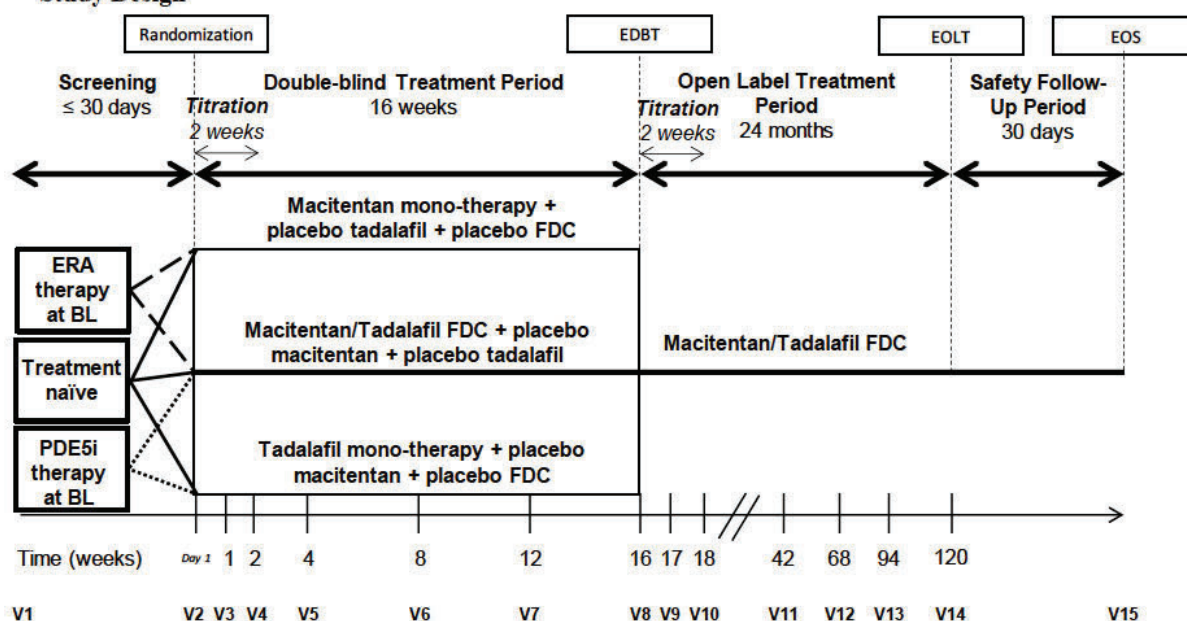 Study Design
Randomization
EDBT
EOLT
EOS
Screening
≤ 30 days
Double-blind Treatment Period
16 weeks
Titration
2 weeks
Open Label Treatment
Period
24 months
Titration
2 weeks
Safety Follow-
Up Period
30 days
Macitentan mono-therapy +
placebo tadalafil + placebo FDC
ERA
therapy
at BL
Macitentan/Tadalafil FDC + placebo
macitentan + placebo tadalafil
Macitentan/Tadalafil FDC
Treatment
naïve
PDE5i
therapy
at BL
Tadalafil mono-therapy + placebo
macitentan + placebo FDC
Time (weeks) Day 1 1 2 4 8 12 16 17 18 42 68 94 120
V1 V2 V3 V4 V5 V6 V7 V8 V9 V10 V11 V12 V13 V14 V15